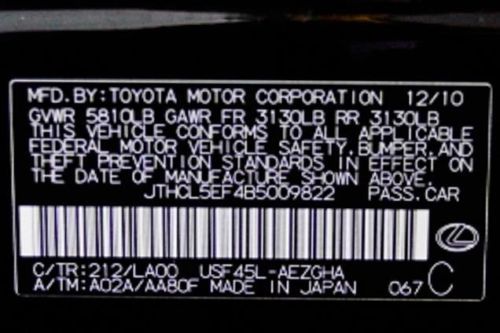 MFD.BY:TOYOTA MOTOR CORPORATION 12/10
GVWR 5810LB GAWR FR 3130LB RR 3130LB
THIS VEHICLE CONFORMS TO ALL APPLICABLE
FEDERAL MOTOR VEHICLE SAFETY,BUMPER,AND
THEFT PREVENTION STANDARDS IN EFFECT ON
THE DATE OF MANUFACTURE SHOWN ABOVE.
JTHCL5EF4B5009822 PASS.CAR
C/TR:212/LA00 USF45L-AEZGHA
A/TM:A02A/AA80F MADE IN JAPAN 067 C